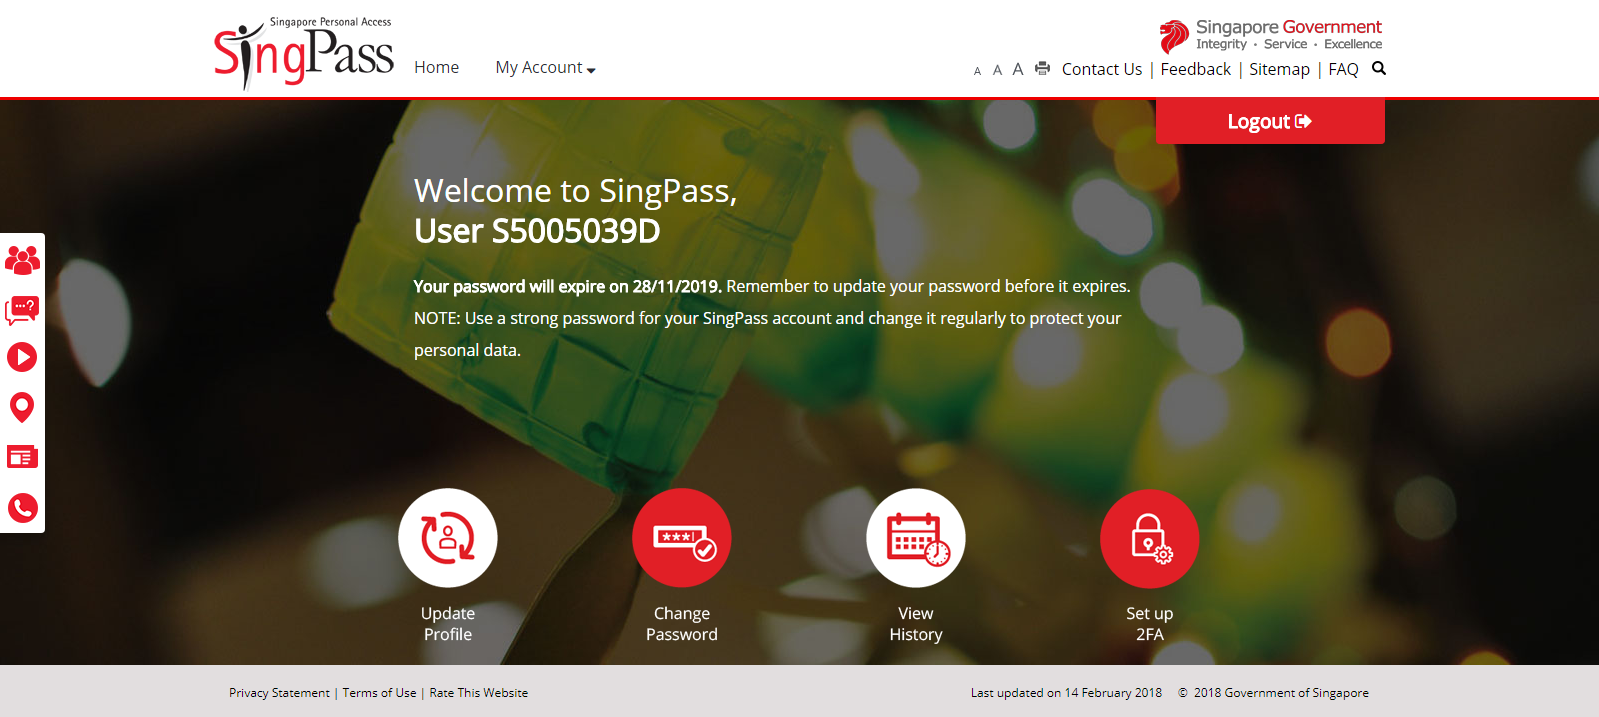 Singapore Personal Access
SingPass
Home
My Account
Singapore Government
Integrity · Service · Excellence
A A A Contact Us | Feedback | Sitemap | FAQ
Logout
Welcome to SingPass,
User S5005039D
Your password will expire on 28/11/2019. Remember to update your password before it expires.
NOTE: Use a strong password for your SingPass account and change it regularly to protect your
personal data.
...?
***
Update
Profile
Change
Password
View
History
Set up
2FA
Privacy Statement | Terms of Use | Rate This Website
Last updated on 14 February 2018 © 2018 Government of Singapore